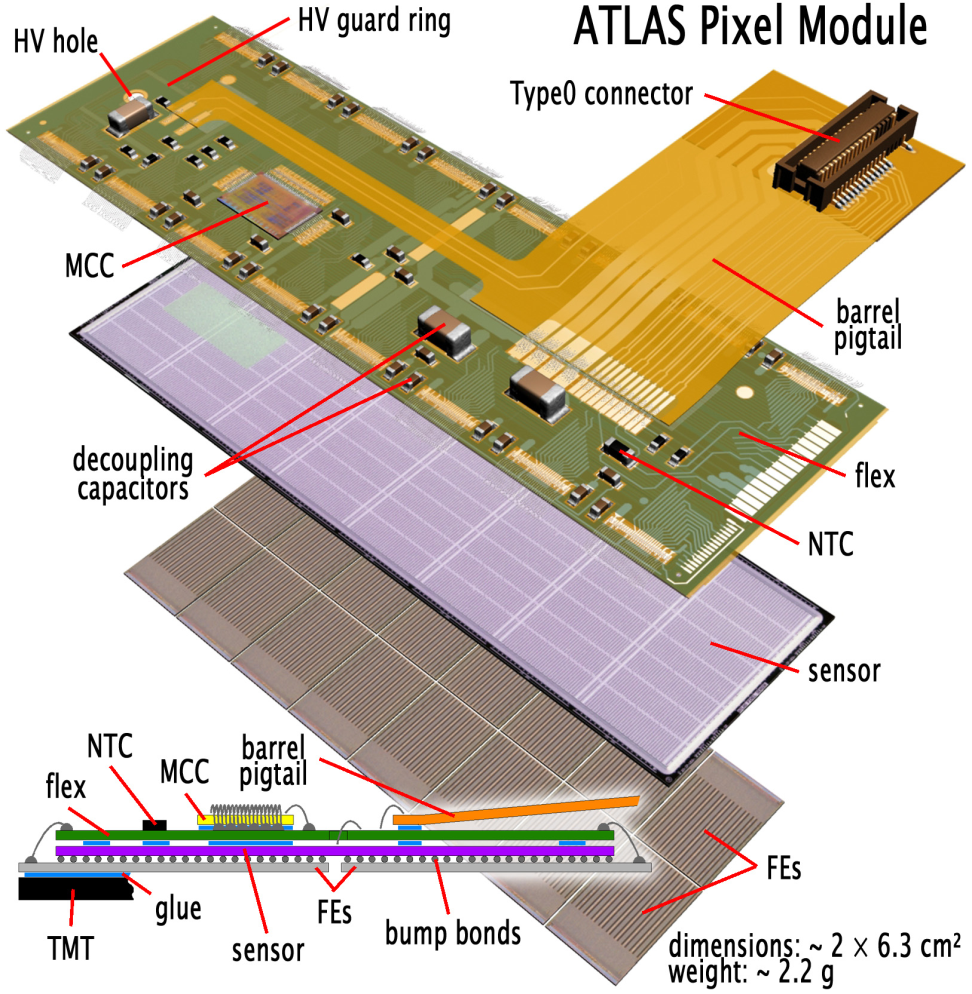 ATLAS Pixel Module
HV hole
HV guard ring
Type0 connector
MCC
barrel
pigtail
decoupling
capacitors
flex
NTC
sensor
NTC
MCC
barrel
pigtail
flex
FEs
glue
FEs
TMT
sensor
bump bonds
dimensions: ~ 2 × 6.3 cm²
weight: ~ 2.2 g